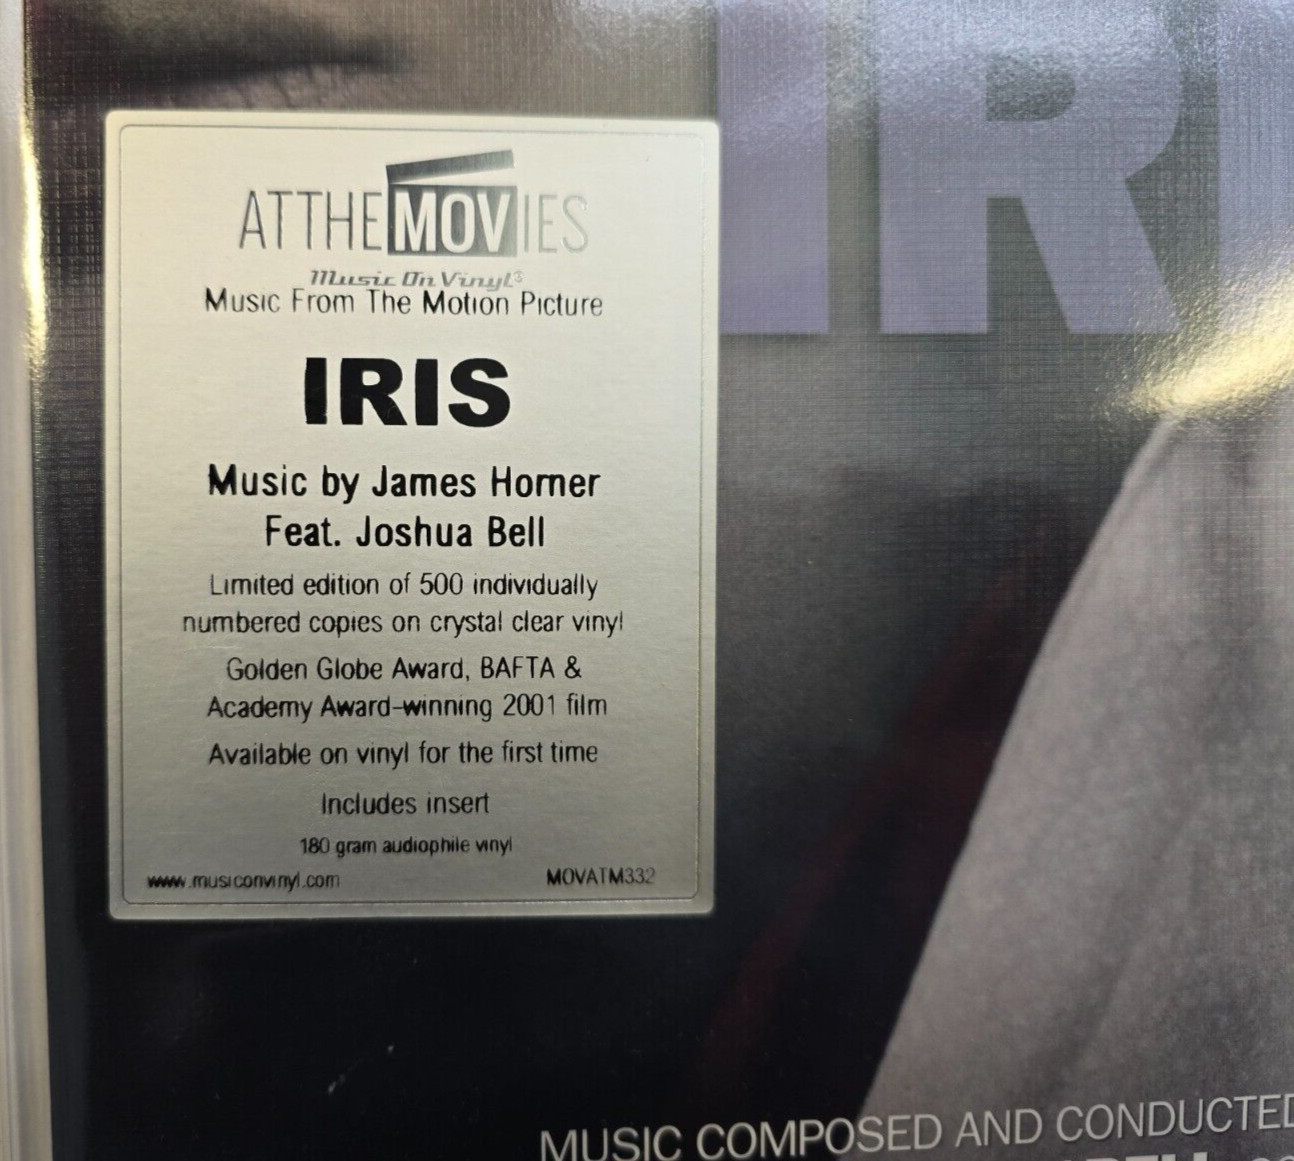 IRI
ATTHEMOVIES
Music On Vinyl®
Music From The Motion Picture
IRIS
Music by James Horner
Feat. Joshua Bell
Limited edition of 500 individually
numbered copies on crystal clear vinyl
Golden Globe Award, BAFTA &
Academy Award-winning 2001 film
Available on vinyl for the first time
Includes insert
180 gram audiophile vinyl
www.musiconvinyl.com MOVATM332
MUSIC COMPOSED AND CONDUCTED